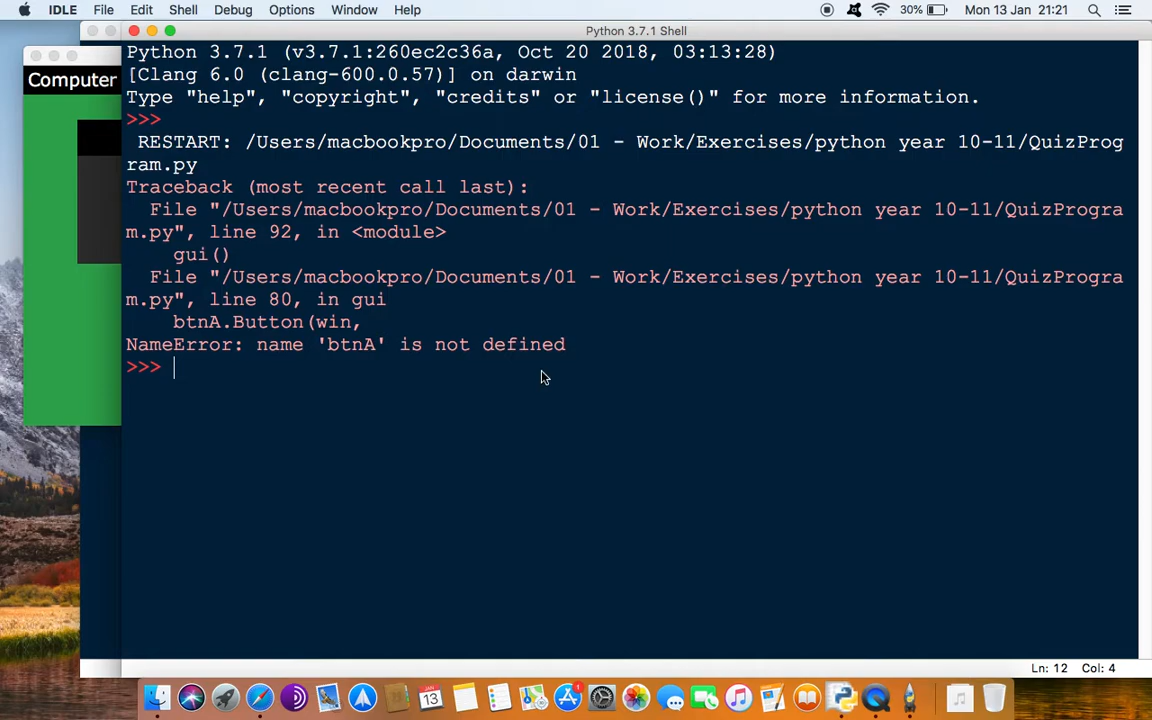 IDLE File Edit Shell Debug Options Window Help 30% Mon 13 Jan 21:21
Python 3.7.1 Shell
Computer
Python 3.7.1 (v3.7.1:260ec2c36a, Oct 20 2018, 03:13:28)
[Clang 6.0 (clang-600.0.57)] on darwin
Type "help", "copyright", "credits" or "license()" for more information.
>>>
RESTART: /Users/macbookpro/Documents/01 - Work/Exercises/python year 10-11/QuizProg
ram.py
Traceback (most recent call last):
File "/Users/macbookpro/Documents/01 - Work/Exercises/python year 10-11/QuizProgra
m.py", line 92, in <module>
gui()
File "/Users/macbookpro/Documents/01 - Work/Exercises/python year 10-11/QuizProgra
m.py", line 80, in gui
btnA.Button(win,
NameError: name 'btnA' is not defined
>>>
Ln: 12 Col: 4
JAN
13
1